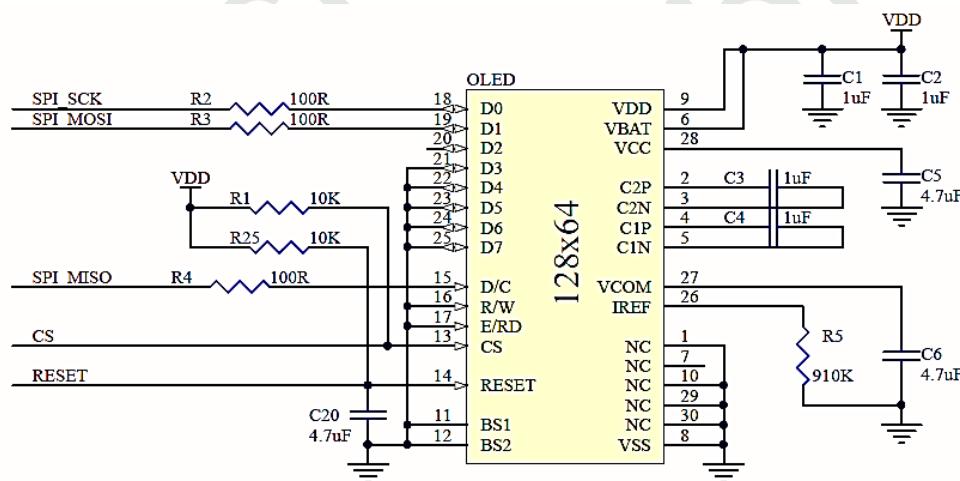 VDD
OLED
C1
1uF
C2
1uF
SPI_SCK R2 100R 18 D0 VDD 9
SPI_MOSI R3 100R 19 D1 VBAT 6
20 D2 VCC 28
21 D3
VDD 22 D4 C2P 2 C3 1uF
R1 10K 23 D5 C2N 3
24 D6 C1P 4 C4 1uF
R25 10K 25 D7 C1N 5
C5
4.7uF
128x64
SPI_MISO R4 100R 15 D/C VCOM 27
16 R/W IREF 26
17 E/RD
CS 13 CS NC 1
NC 7
RESET 14 RESET NC 10
NC 29
11 BS1 NC 30
12 BS2 VSS 8
R5
910K
C6
4.7uF
C20
4.7uF